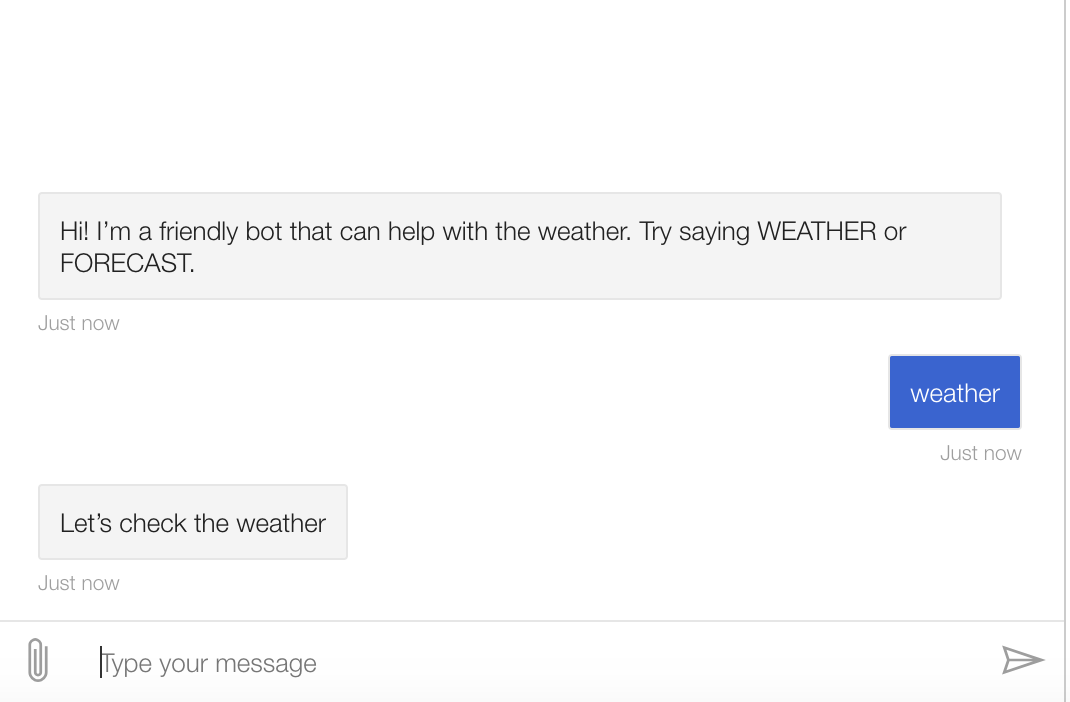 Hi! I’m a friendly bot that can help with the weather. Try saying WEATHER or
FORECAST.
Just now
weather
Just now
Let’s check the weather
Just now
Type your message